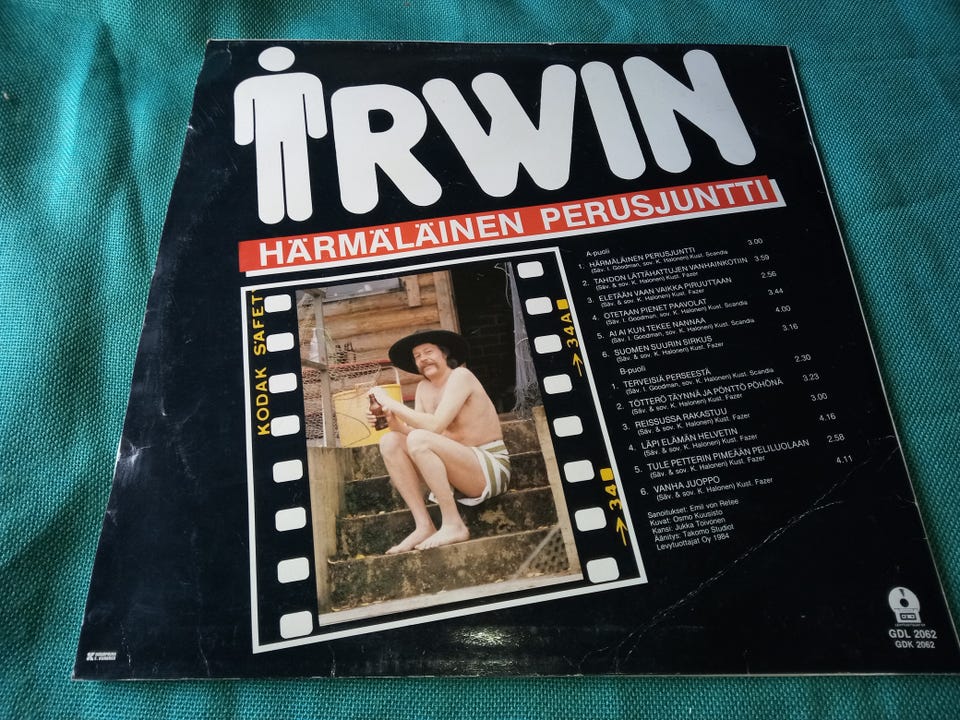 IRWIN
HÄRMÄLÄINEN PERUSJUNTTI
KODAK SAFET
34A
34
A-puoli
1. HÄRMÄLÄINEN PERUSJUNTTI 3.00
(Säv. I. Goodman, sov. K. Halonen) Kust. Scandia
2. TAHDON LÄTTÄHATTUJEN VANHAINKOTIIN 3.59
(Säv. & sov. K. Halonen) Kust. Fazer
3. ELETÄÄN VAAN VAIKKA PIRUUTTAAN 2.56
(Säv. & sov. K. Halonen) Kust. Fazer
4. OTETAAN PIENET PAAVOLAT 3.44
(Säv. I. Goodman, sov. K. Halonen) Kust. Scandia
5. AI AI KUN TEKEE NANNAA 4.00
(Säv. I. Goodman, sov. K. Halonen) Kust. Scandia
6. SUOMEN SUURIN SIRKUS 3.16
(Säv. & sov. K. Halonen) Kust. Fazer
B-puoli
1. TERVEISIÄ PERSEESTÄ 2.30
(Säv. I. Goodman, sov. K. Halonen) Kust. Scandia
2. TÖTTERÖ TÄYNNÄ JA PÖNTTÖ PÖHÖNÄ 3.23
(Säv. & sov. K. Halonen) Kust. Fazer
3. REISSUSSA RAKASTUU 3.00
(Säv. & sov. K. Halonen) Kust. Fazer
4. LÄPI ELÄMÄN HELVETIN 4.16
(Säv. & sov. K. Halonen) Kust. Fazer
5. TULE PETTERIN PIMEÄÄN PELILUOLAAN 2.58
(Säv. & sov. K. Halonen) Kust. Fazer
6. VANHA JUOPPO 4.11
(Säv. & sov. K. Halonen) Kust. Fazer
Sanoitukset: Emil von Retee
Kuvat: Osmo Kuusisto
Kansi: Jukka Toivonen
Äänitys: Takomo Studiot
Levytuottajat Oy 1984
GDL 2062
GDK 2062